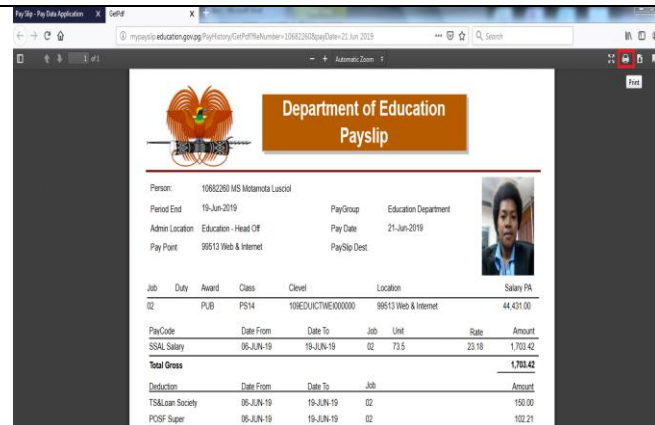 Pay Slip - Pay Data Application X GetPdf X
mypayslip.education.gov.pg/PayHistory/GetPdf?fileNumber=10682260&payDate=21 Jun 2019 Search
1 of 1 - + Automatic Zoom
Print
Department of Education
Payslip
Person: 10682260 MS Motamota Lusciol
Period End 19-Jun-2019 PayGroup Education Department
Admin Location Education - Head Off Pay Date 21-Jun-2019
Pay Point 99513 Web & Internet PaySlip Dest.
Job Duty Award Class Clevel Location Salary PA
02 PUB PS14 109EDUICTWEI000000 99513 Web & Internet 44,431.00
PayCode Date From Date To Job Unit Rate Amount
SSAL Salary 06-JUN-19 19-JUN-19 02 73.5 23.18 1,703.42
Total Gross 1,703.42
Deduction Date From Date To Job Amount
TS&Loan Society 06-JUN-19 19-JUN-19 02 150.00
POSF Super 06-JUN-19 19-JUN-19 02 102.21